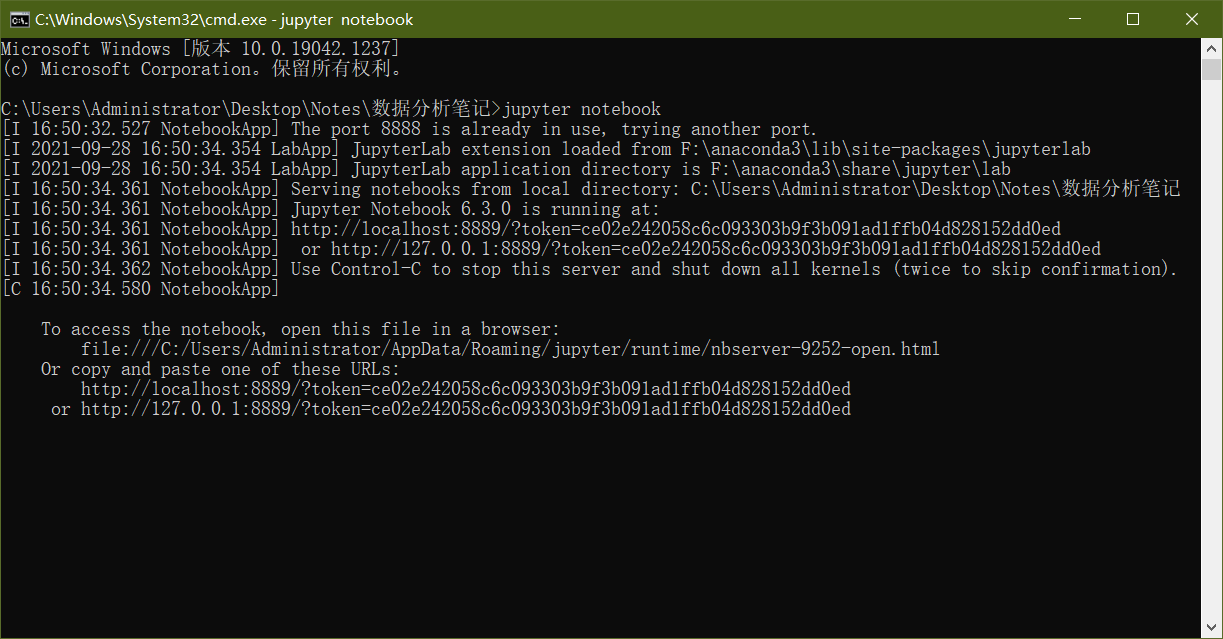 C:\Windows\System32\cmd.exe - jupyter  notebook
Microsoft Windows [版本 10.0.19042.1237]
(c) Microsoft Corporation。保留所有权利。
C:\Users\Administrator\Desktop\Notes\数据分析笔记>jupyter notebook
[I 16:50:32.527 NotebookApp] The port 8888 is already in use, trying another port.
[I 2021-09-28 16:50:34.354 LabApp] JupyterLab extension loaded from F:\anaconda3\lib\site-packages\jupyterlab
[I 2021-09-28 16:50:34.354 LabApp] JupyterLab application directory is F:\anaconda3\share\jupyter\lab
[I 16:50:34.361 NotebookApp] Serving notebooks from local directory: C:\Users\Administrator\Desktop\Notes\数据分析笔记
[I 16:50:34.361 NotebookApp] Jupyter Notebook 6.3.0 is running at:
[I 16:50:34.361 NotebookApp] http://localhost:8889/?token=ce02e242058c6c093303b9f3b091ad1ffb04d828152dd0ed
[I 16:50:34.361 NotebookApp]  or http://127.0.0.1:8889/?token=ce02e242058c6c093303b9f3b091ad1ffb04d828152dd0ed
[I 16:50:34.362 NotebookApp] Use Control-C to stop this server and shut down all kernels (twice to skip confirmation).
[C 16:50:34.580 NotebookApp]
To access the notebook, open this file in a browser:
file:///C:/Users/Administrator/AppData/Roaming/jupyter/runtime/nbserver-9252-open.html
Or copy and paste one of these URLs:
http://localhost:8889/?token=ce02e242058c6c093303b9f3b091ad1ffb04d828152dd0ed
or http://127.0.0.1:8889/?token=ce02e242058c6c093303b9f3b091ad1ffb04d828152dd0ed